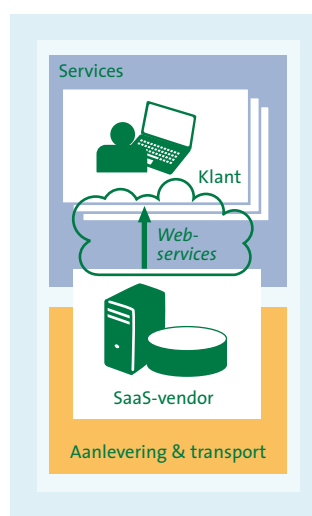 Services
Klant
Web-
services
SaaS-vendor
Aanlevering & transport